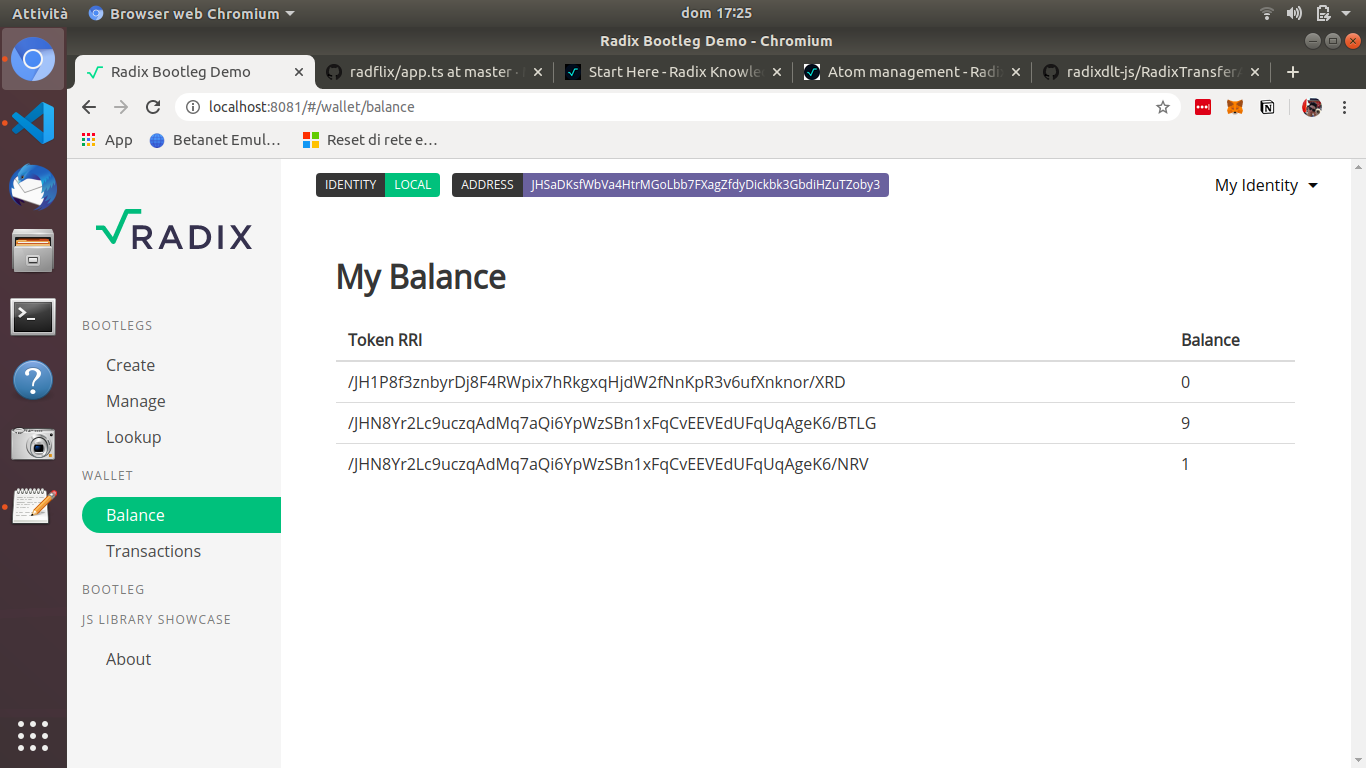 Attività Browser web Chromium dom 17:25
Radix Bootleg Demo - Chromium
Radix Bootleg Demo radflix/app.ts at master · Start Here - Radix Knowle Atom management - Radi radixdlt-js/RadixTransfer
localhost:8081/#/wallet/balance
App Betanet Emul… Reset di rete e…
IDENTITY LOCAL ADDRESS JHSaDKsfWbVa4HtrMGoLbb7FXagZfdyDickbk3GbdiHZuTZoby3 My Identity
RADIX
My Balance
Token RRI Balance
/JH1P8f3znbyrDj8F4RWpix7hRkgxqHjdW2fNnKpR3v6ufXnknor/XRD 0
/JHN8Yr2Lc9uczqAdMq7aQi6YpWzSBn1xFqCvEEVEdUFqUqAgeK6/BTLG 9
/JHN8Yr2Lc9uczqAdMq7aQi6YpWzSBn1xFqCvEEVEdUFqUqAgeK6/NRV 1
BOOTLEGS
Create
Manage
Lookup
WALLET
Balance
Transactions
BOOTLEG
JS LIBRARY SHOWCASE
About